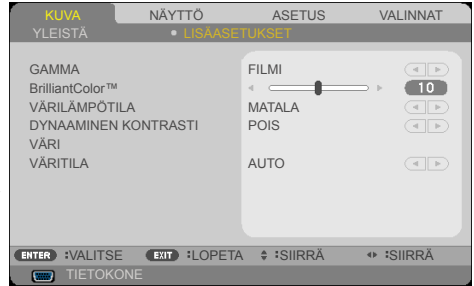 KUVA NÄYTTÖ ASETUS VALINNAT
YLEISTÄ • LISÄASETUKSET
GAMMA FILMI
BrilliantColor™ 10
VÄRILÄMPÖTILA MATALA
DYNAAMINEN KONTRASTI POIS
VÄRI
VÄRITILA AUTO
ENTER :VALITSE EXIT :LOPETA :SIIRRÄ :SIIRRÄ
TIETOKONE